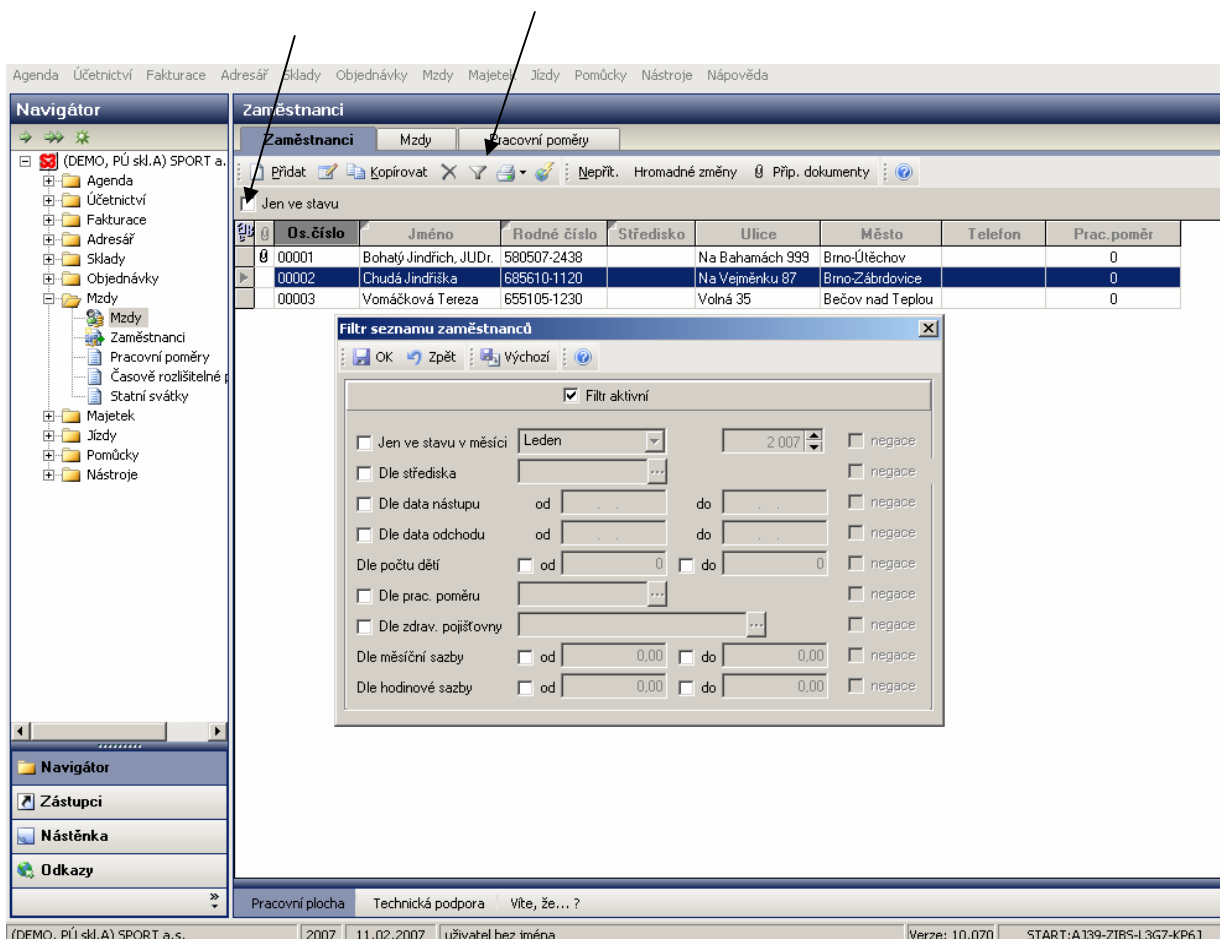 Agenda Účetnictví Fakturace Adresář Sklady Objednávky Mzdy Majetek Jízdy Pomůcky Nástroje Nápověda
Navigátor
(DEMO, PÚ skl.A) SPORT a.
Agenda
Účetnictví
Fakturace
Adresář
Sklady
Objednávky
Mzdy
Mzdy
Zaměstnanci
Pracovní poměry
Časově rozlišitelné p
Statní svátky
Majetek
Jízdy
Pomůcky
Nástroje
Navigátor
Zástupci
Nástěnka
Odkazy
Zaměstnanci
Zaměstnanci Mzdy Pracovní poměry
Přidat Kopírovat Nepřít. Hromadné změny Přip. dokumenty
Jen ve stavu
Os.číslo Jméno Rodné číslo Středisko Ulice Město Telefon Prac.poměr
00001 Bohatý Jindřich, JUDr. 580507-2438 Na Bahamách 999 Brno-Útěchov 0
00002 Chudá Jindřiška 685610-1120 Na Vejměnku 87 Brno-Zábrdovice 0
00003 Vomáčková Tereza 655105-1230 Volná 35 Bečov nad Teplou 0
Filtr seznamu zaměstnanců
OK Zpět Výchozí
Filtr aktivní
Jen ve stavu v měsíci Leden 2 007 negace
Dle střediska negace
Dle data nástupu od . . do . . negace
Dle data odchodu od . . do . . negace
Dle počtu dětí od 0 do 0 negace
Dle prac. poměru negace
Dle zdrav. pojišťovny negace
Dle měsíční sazby od 0,00 do 0,00 negace
Dle hodinové sazby od 0,00 do 0,00 negace
Pracovní plocha Technická podpora Víte, že... ?
(DEMO, PÚ skl.A) SPORT a.s. 2007 11.02.2007 uživatel bez jména Verze: 10.070 START:AJ39-ZIBS-L3G7-KP6J